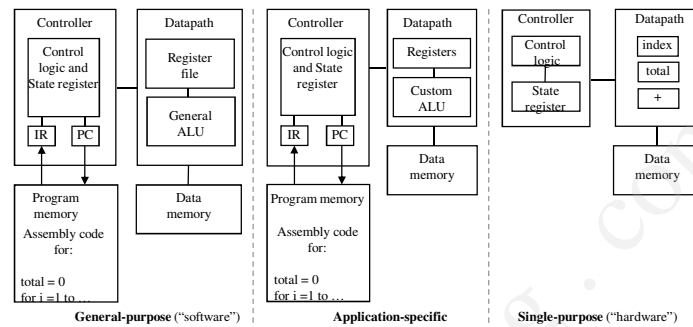 Controller
Datapath
Control
logic and
State register
Register
file
General
ALU
IR
PC
Program
memory
Assembly code
for:
total = 0
for i =1 to …
Data
memory
General-purpose (“software”)
Controller
Datapath
Control logic
and State
register
Registers
Custom
ALU
IR
PC
Program memory
Assembly code
for:
total = 0
for i =1 to …
Data
memory
Application-specific
Controller
Datapath
Control
logic
State
register
index
total
+
Data
memory
Single-purpose (“hardware”)